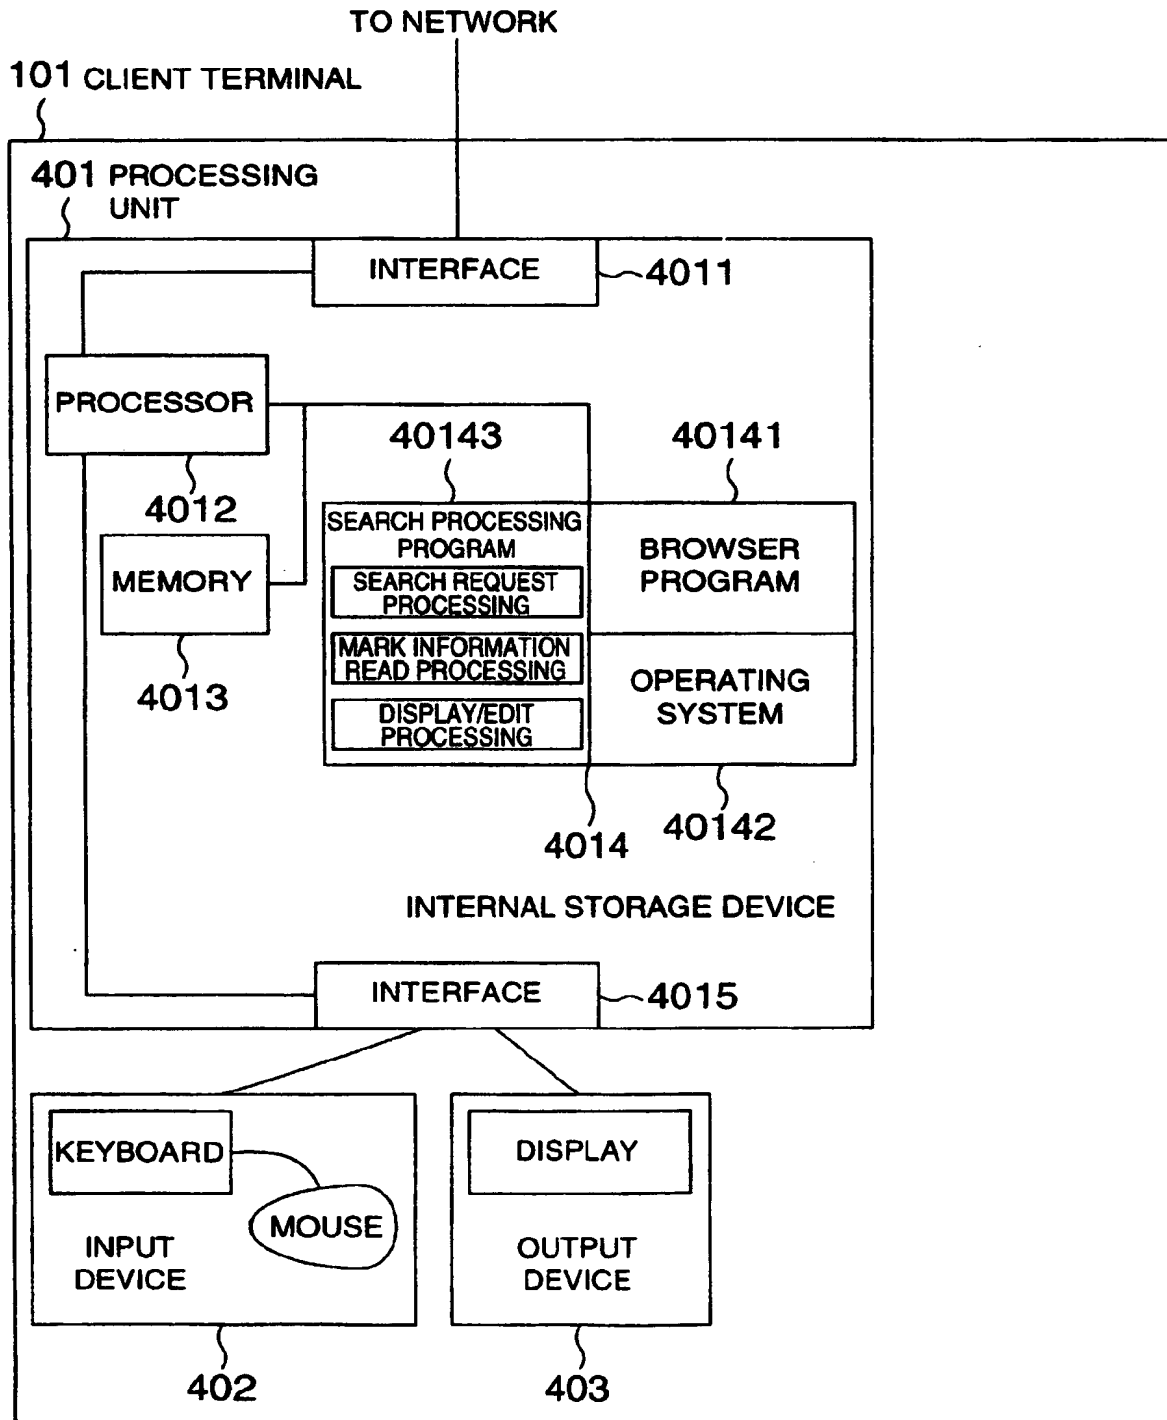 TO NETWORK
101 CLIENT TERMINAL
401 PROCESSING
UNIT
INTERFACE
4011
PROCESSOR
4012
40143
40141
SEARCH PROCESSING
PROGRAM
SEARCH REQUEST
PROCESSING
MARK INFORMATION
READ PROCESSING
DISPLAY/EDIT
PROCESSING
BROWSER
PROGRAM
MEMORY
4013
OPERATING
SYSTEM
4014
40142
INTERNAL STORAGE DEVICE
INTERFACE
4015
KEYBOARD
MOUSE
INPUT
DEVICE
402
DISPLAY
OUTPUT
DEVICE
403